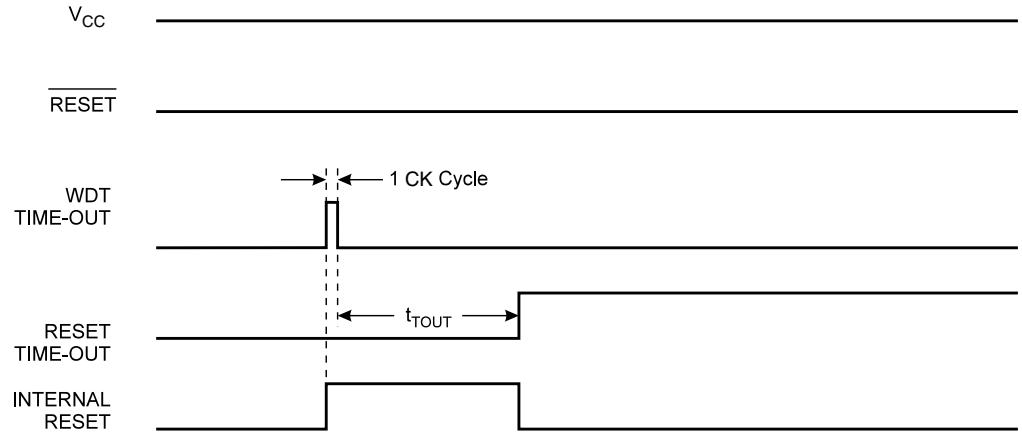 VCC
RESET
1 CK Cycle
WDT
TIME-OUT
tTOUT
RESET
TIME-OUT
INTERNAL
RESET